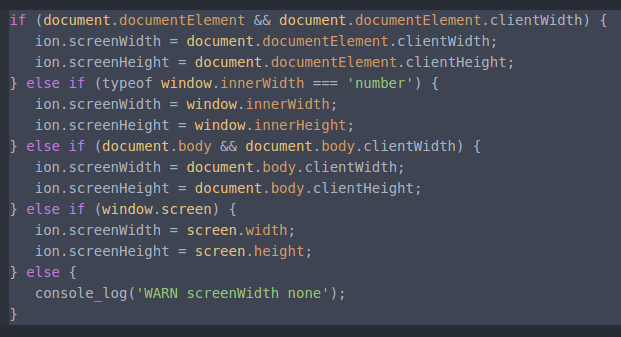 if (document.documentElement && document.documentElement.clientWidth) {
   ion.screenWidth = document.documentElement.clientWidth;
   ion.screenHeight = document.documentElement.clientHeight;
} else if (typeof window.innerWidth === 'number') {
   ion.screenWidth = window.innerWidth;
   ion.screenHeight = window.innerHeight;
} else if (document.body && document.body.clientWidth) {
   ion.screenWidth = document.body.clientWidth;
   ion.screenHeight = document.body.clientHeight;
} else if (window.screen) {
   ion.screenWidth = screen.width;
   ion.screenHeight = screen.height;
} else {
   console_log('WARN screenWidth none');
}